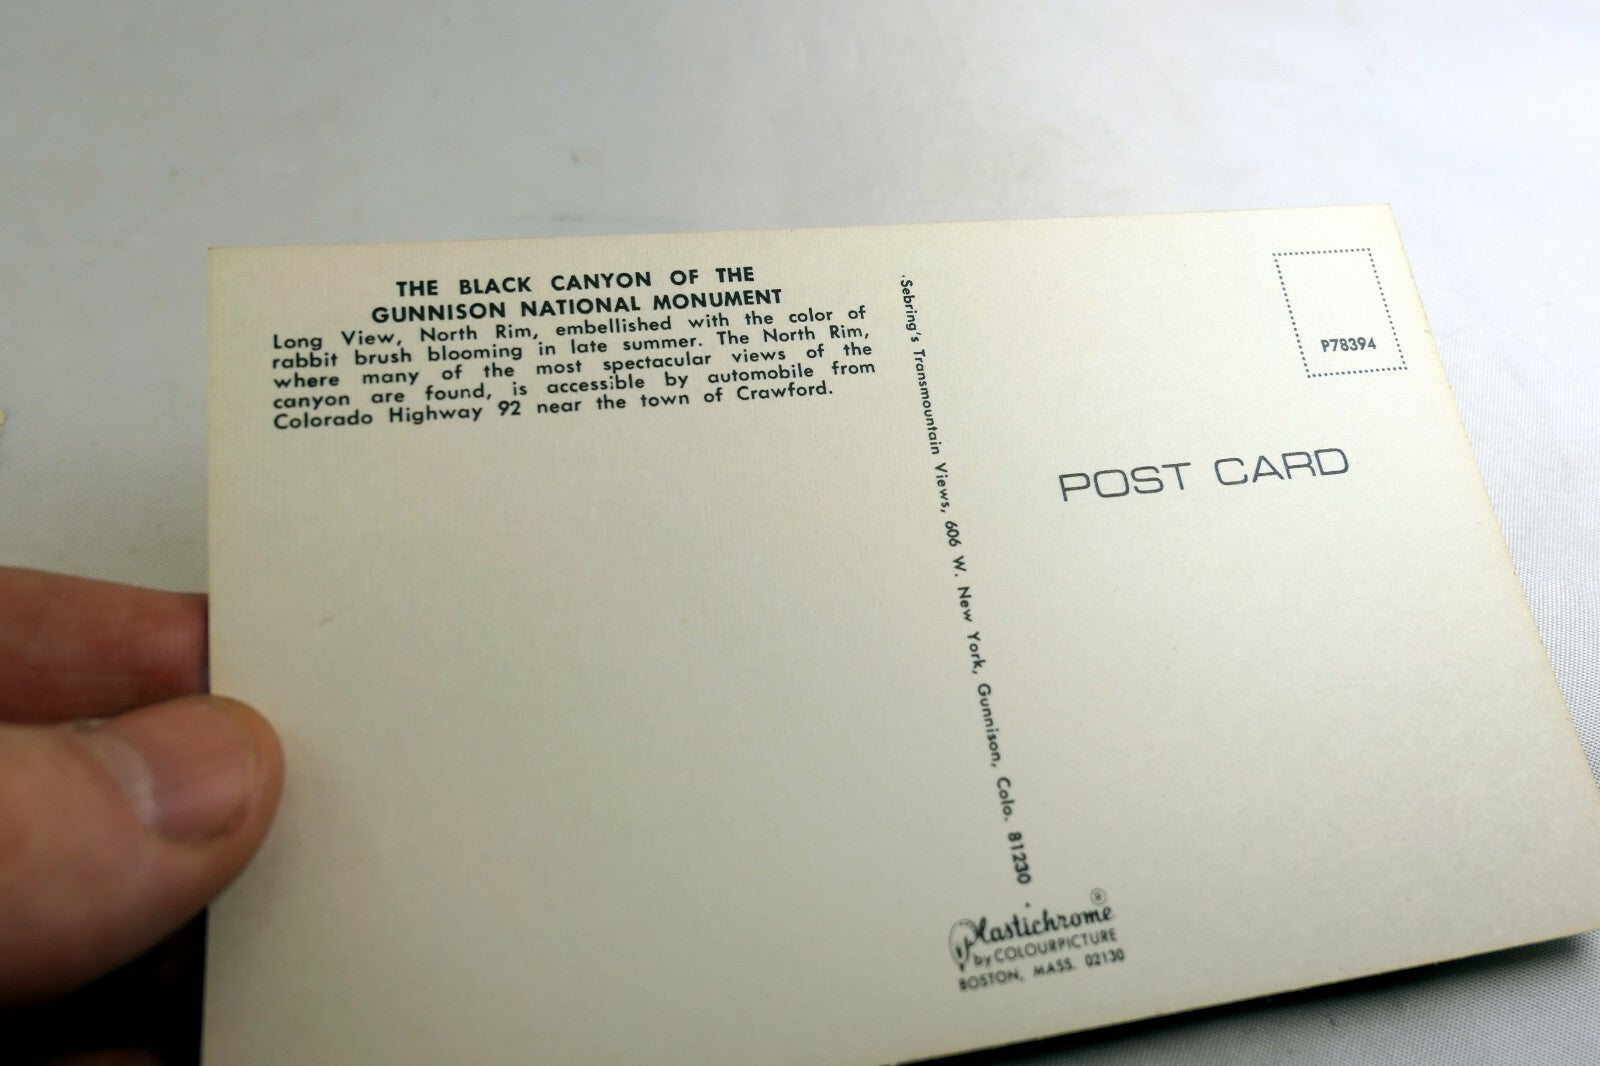 THE BLACK CANYON OF THE
GUNNISON NATIONAL MONUMENT
Long View, North Rim, embellished with the color of
rabbit brush blooming in late summer. The North Rim,
where many of the most spectacular views of the
canyon are found, is accessible by automobile from
Colorado Highway 92 near the town of Crawford.
Sebring's Transmountain Views, 606 W. New York, Gunnison, Colo. 81230
P78394
POST CARD
Plastichrome ®
by COLOURPICTURE
BOSTON, MASS. 02130